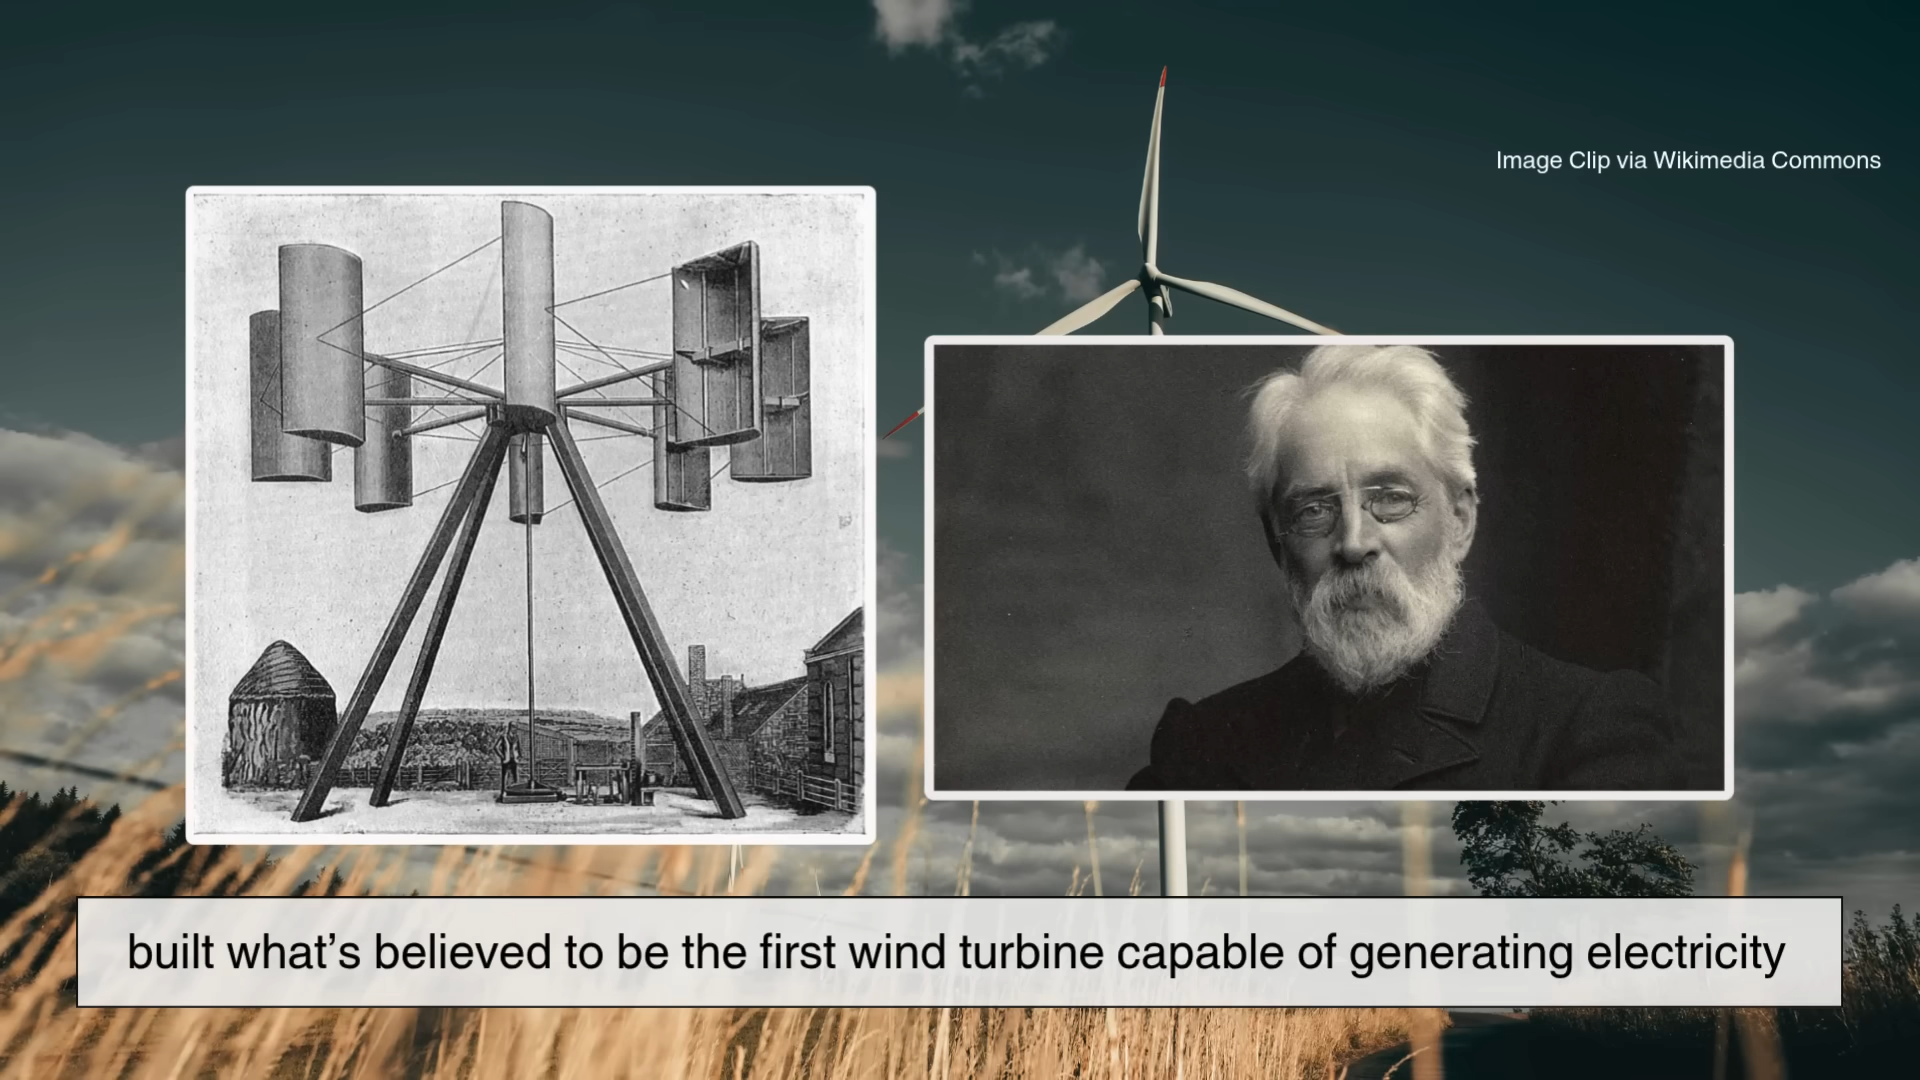 Image Clip via Wikimedia Commons
built what’s believed to be the first wind turbine capable of generating electricity